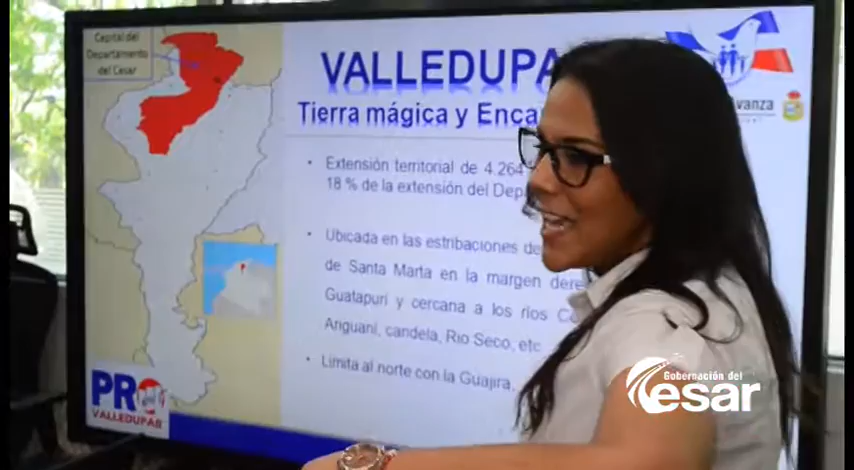 Capital del
Departamento
del Cesar
VALLEDUPA
Tierra mágica y Enca
• Extensión territorial de 4.264
18 % de la extensión del Dep
• Ubicada en las estribaciones de
de Santa Marta en la margen dere
Guatapurí y cercana a los ríos Ce
Ariguaní, candela, Rio Seco, etc
• Limita al norte con la Guajira,
avanza
PRO
VALLEDUPAR
Gobernación del
Cesar